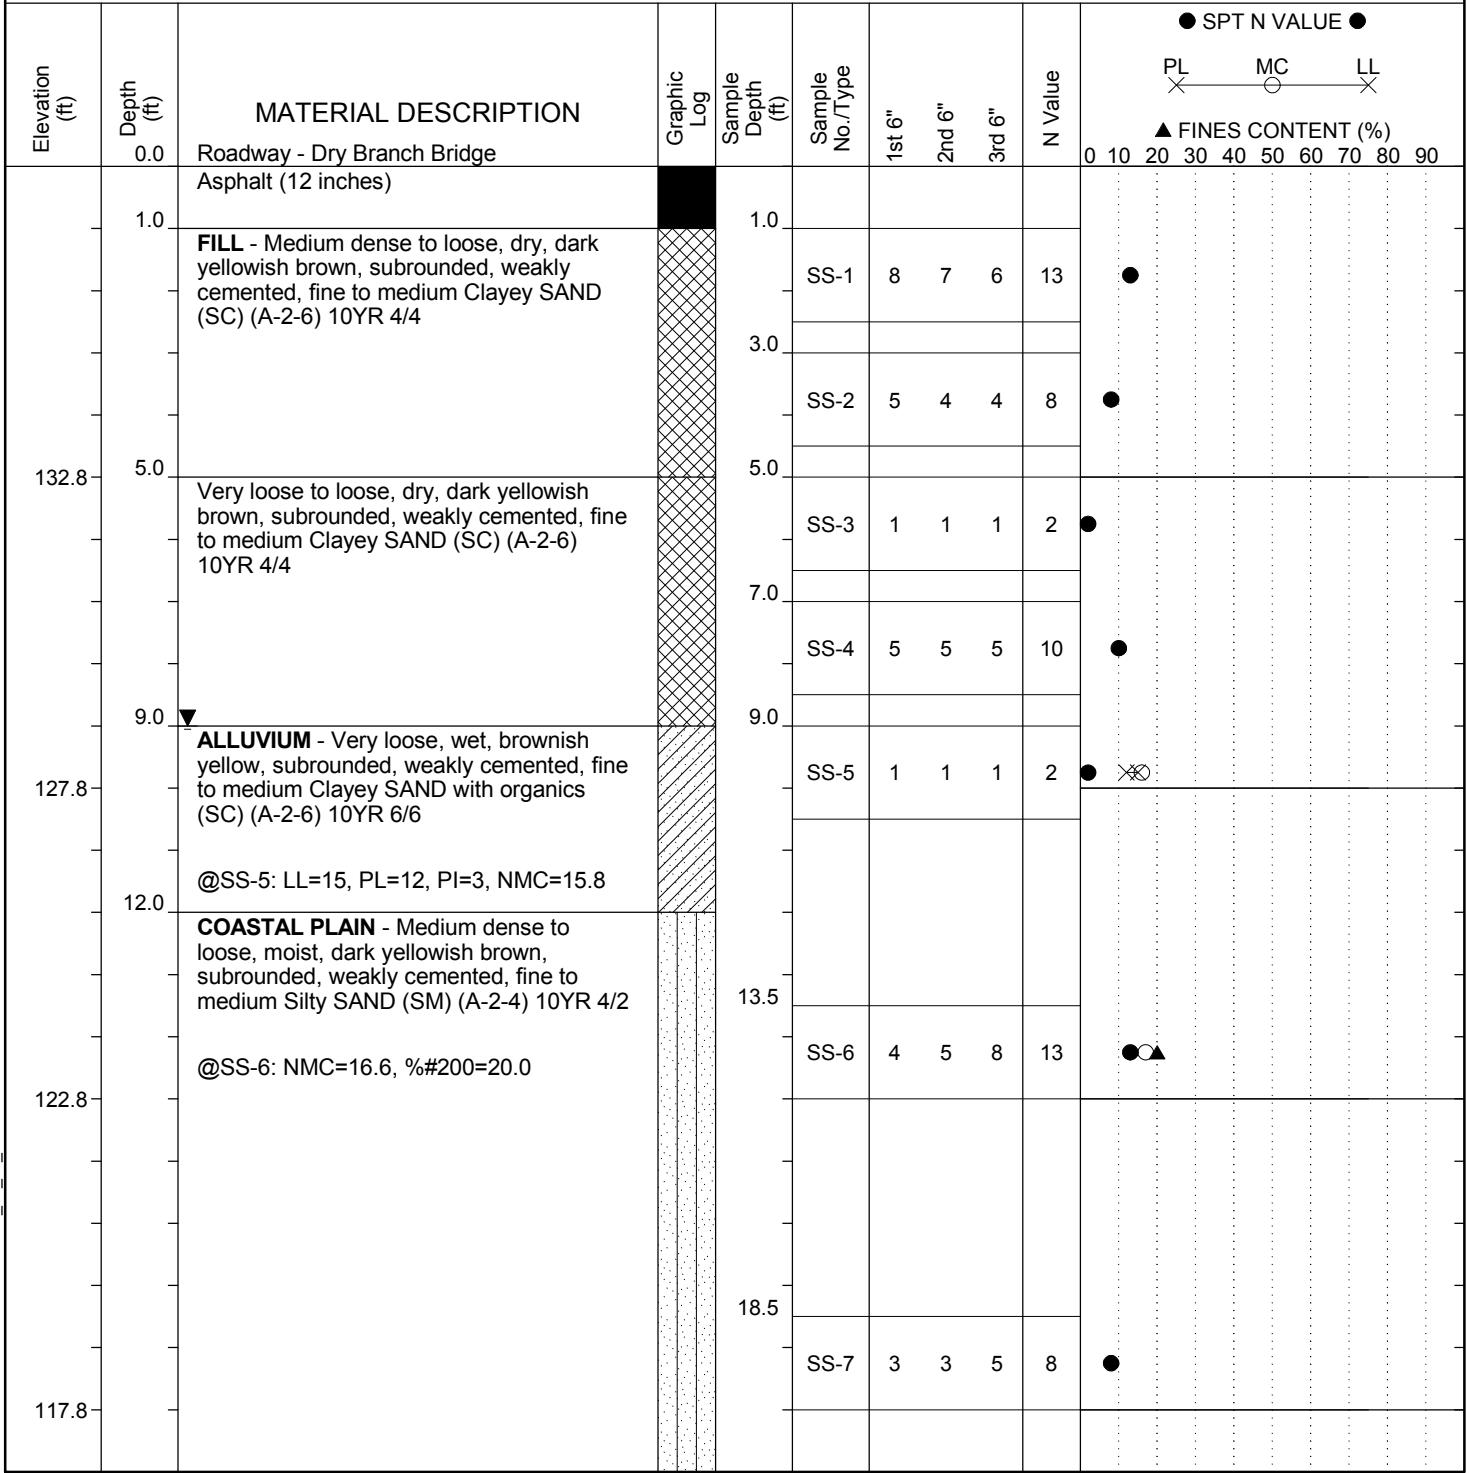 ● SPT N VALUE ●
PL MC LL
▲ FINES CONTENT (%)
0 10 20 30 40 50 60 70 80 90
Elevation (ft)
Depth (ft)
MATERIAL DESCRIPTION
Graphic Log
Sample Depth (ft)
Sample No./Type
1st 6"
2nd 6"
3rd 6"
N Value
0.0 Roadway - Dry Branch Bridge
Asphalt (12 inches)
1.0 1.0
FILL - Medium dense to loose, dry, dark
yellowish brown, subrounded, weakly
cemented, fine to medium Clayey SAND
(SC) (A-2-6) 10YR 4/4
SS-1 8 7 6 13
3.0
SS-2 5 4 4 8
132.8 5.0 5.0
Very loose to loose, dry, dark yellowish
brown, subrounded, weakly cemented, fine
to medium Clayey SAND (SC) (A-2-6)
10YR 4/4
SS-3 1 1 1 2
7.0
SS-4 5 5 5 10
9.0 9.0
ALLUVIUM - Very loose, wet, brownish
yellow, subrounded, weakly cemented, fine
to medium Clayey SAND with organics
(SC) (A-2-6) 10YR 6/6
SS-5 1 1 1 2
127.8
@SS-5: LL=15, PL=12, PI=3, NMC=15.8
12.0
COASTAL PLAIN - Medium dense to
loose, moist, dark yellowish brown,
subrounded, weakly cemented, fine to
medium Silty SAND (SM) (A-2-4) 10YR 4/2
13.5
@SS-6: NMC=16.6, %#200=20.0
SS-6 4 5 8 13
122.8
18.5
SS-7 3 3 5 8
117.8